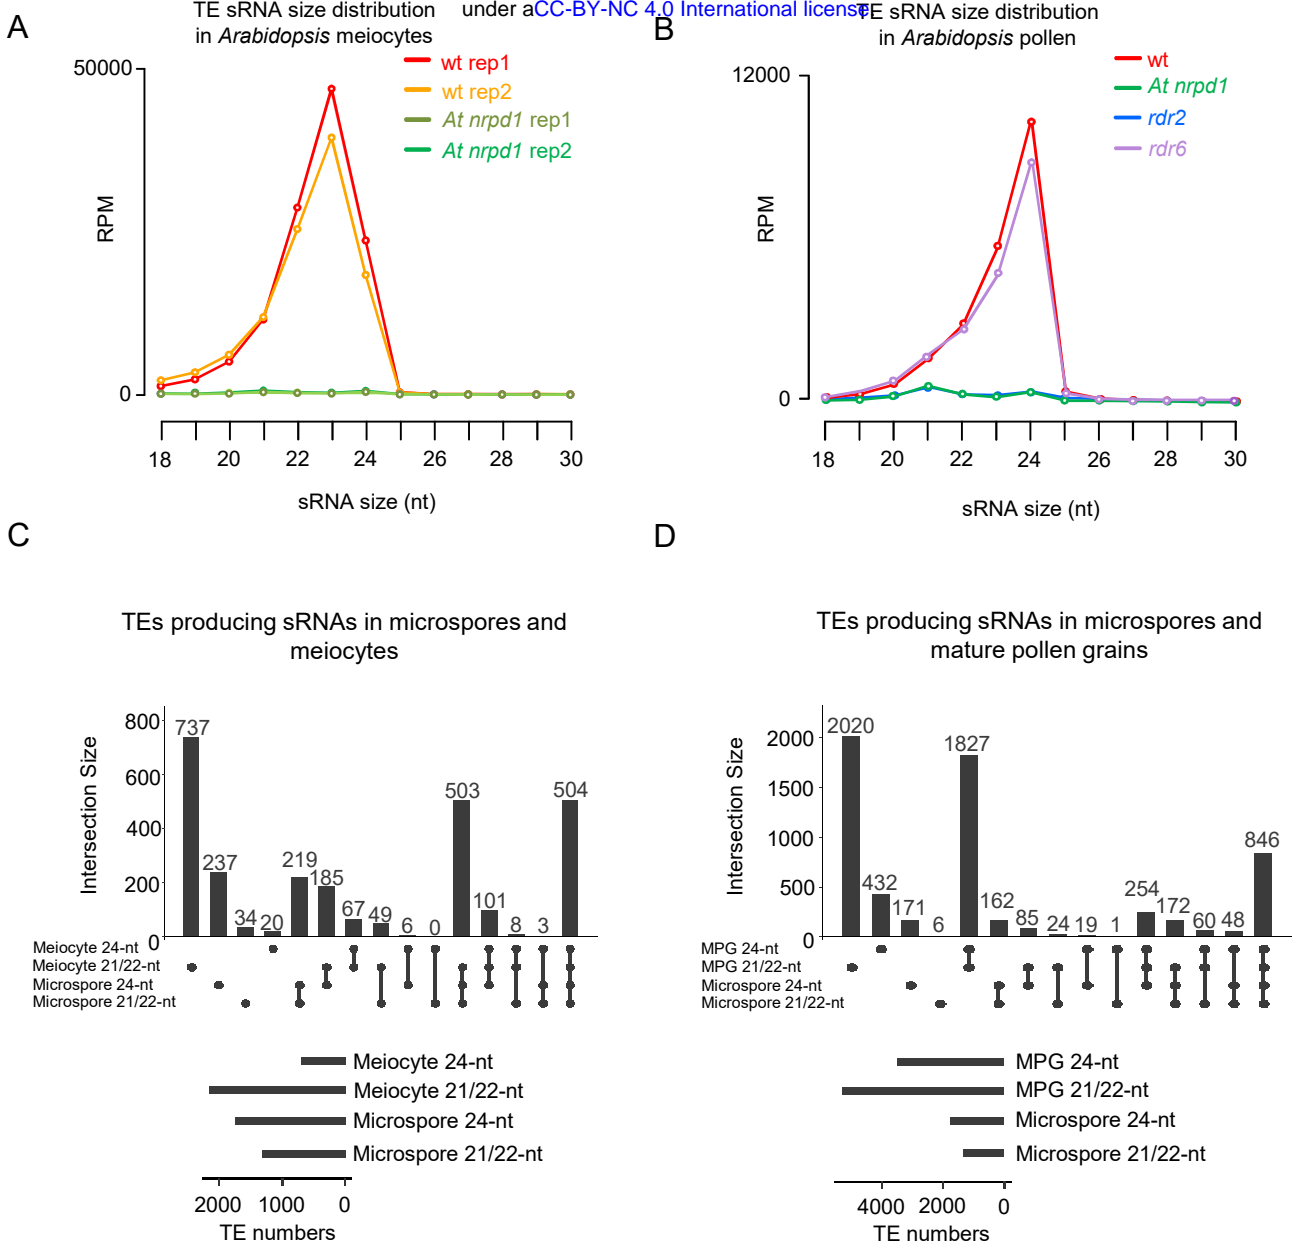 under aCC-BY-NC 4.0 International license
A
TE sRNA size distribution
in Arabidopsis meiocytes
50000
0
RPM
wt rep1
wt rep2
At nrpd1 rep1
At nrpd1 rep2
18 20 22 24 26 28 30
sRNA size (nt)
B
TE sRNA size distribution
in Arabidopsis pollen
12000
0
RPM
wt
At nrpd1
rdr2
rdr6
18 20 22 24 26 28 30
sRNA size (nt)
C
TEs producing sRNAs in microspores and
meiocytes
Intersection Size
800
600
400
200
0
737 237 34 20 219 185 67 49 6 0 503 101 8 3 504
Meiocyte 24-nt
Meiocyte 21/22-nt
Microspore 24-nt
Microspore 21/22-nt
Meiocyte 24-nt
Meiocyte 21/22-nt
Microspore 24-nt
Microspore 21/22-nt
2000 1000 0
TE numbers
D
TEs producing sRNAs in microspores and
mature pollen grains
Intersection Size
2000
1500
1000
500
0
2020 432 171 6 1827 162 85 24 19 1 254 172 60 48 846
MPG 24-nt
MPG 21/22-nt
Microspore 24-nt
Microspore 21/22-nt
MPG 24-nt
MPG 21/22-nt
Microspore 24-nt
Microspore 21/22-nt
4000 2000 0
TE numbers